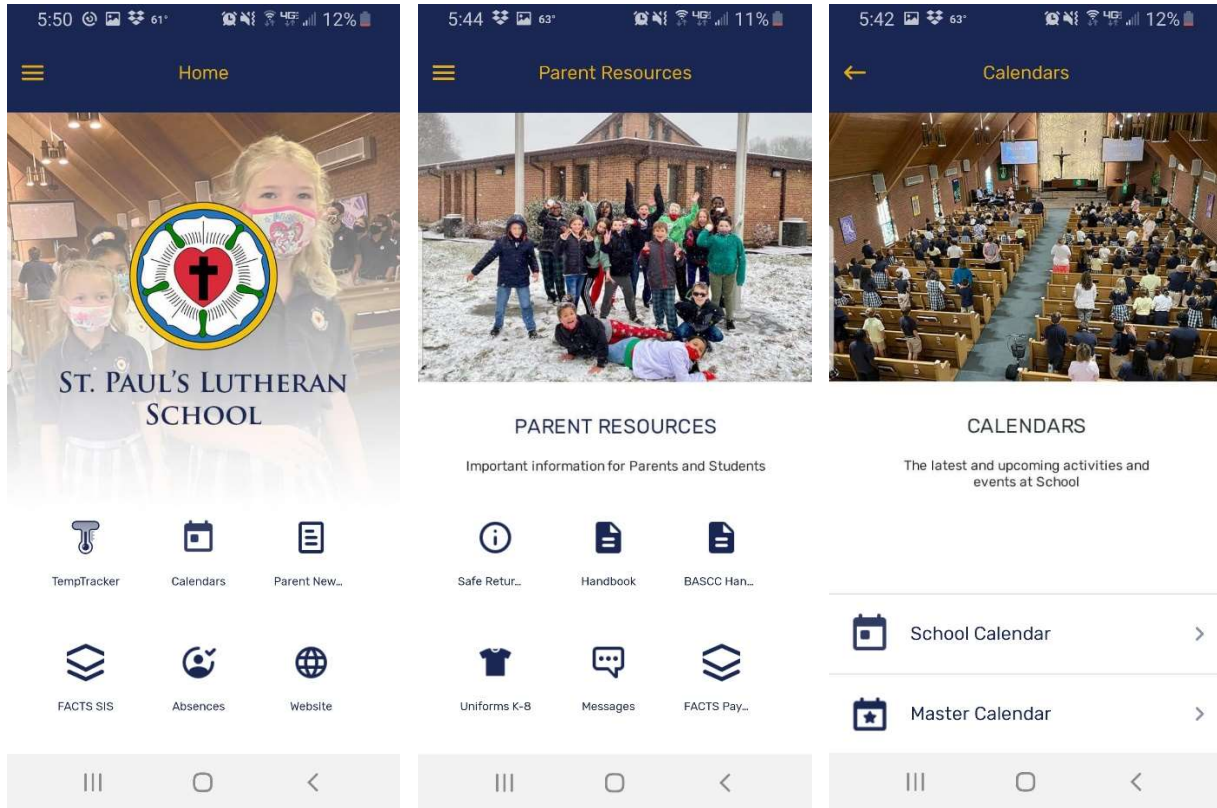 5:50 61° 4G 12%
Home
ST. PAUL'S LUTHERAN
SCHOOL
TempTracker Calendars Parent New...
FACTS SIS Absences Website
5:44 63° 4G 11%
Parent Resources
PARENT RESOURCES
Important information for Parents and Students
Safe Retur... Handbook BASCC Han...
Uniforms K-8 Messages FACTS Pay...
5:42 63° 4G 12%
Calendars
CALENDARS
The latest and upcoming activities and
events at School
School Calendar
Master Calendar